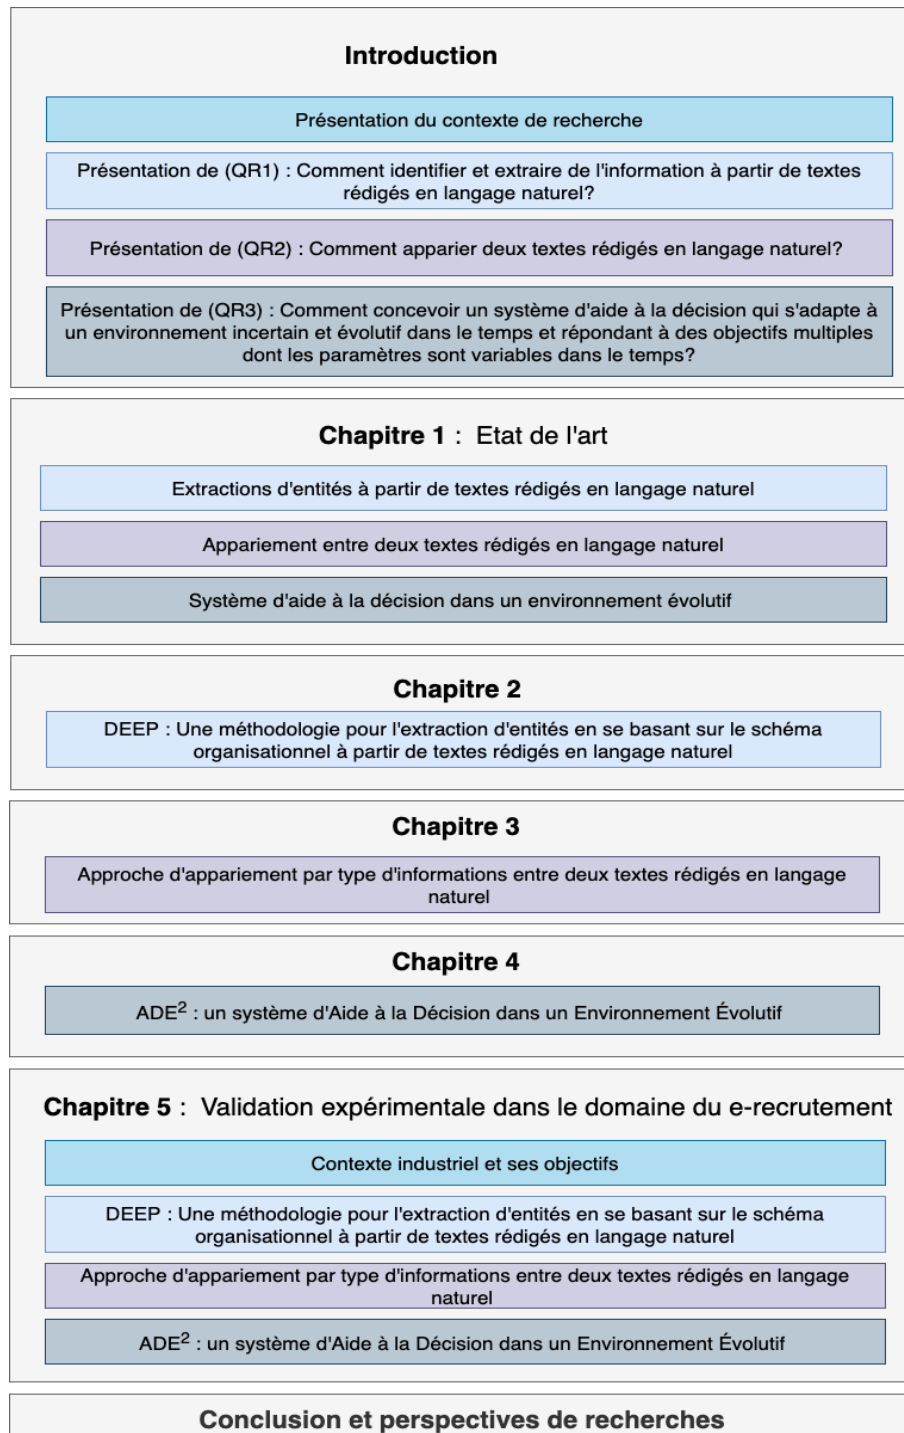 Introduction
Présentation du contexte de recherche
Présentation de (QR1) : Comment identifier et extraire de l'information à partir de textes
rédigés en langage naturel?
Présentation de (QR2) : Comment apparier deux textes rédigés en langage naturel?
Présentation de (QR3) : Comment concevoir un système d'aide à la décision qui s'adapte à
un environnement incertain et évolutif dans le temps et répondant à des objectifs multiples
dont les paramètres sont variables dans le temps?
Chapitre 1 : Etat de l'art
Extractions d'entités à partir de textes rédigés en langage naturel
Appariement entre deux textes rédigés en langage naturel
Système d'aide à la décision dans un environnement évolutif
Chapitre 2
DEEP : Une méthodologie pour l'extraction d'entités en se basant sur le schéma
organisationnel à partir de textes rédigés en langage naturel
Chapitre 3
Approche d'appariement par type d'informations entre deux textes rédigés en langage
naturel
Chapitre 4
ADE² : un système d'Aide à la Décision dans un Environnement Évolutif
Chapitre 5 : Validation expérimentale dans le domaine du e-recrutement
Contexte industriel et ses objectifs
DEEP : Une méthodologie pour l'extraction d'entités en se basant sur le schéma
organisationnel à partir de textes rédigés en langage naturel
Approche d'appariement par type d'informations entre deux textes rédigés en langage
naturel
ADE² : un système d'Aide à la Décision dans un Environnement Évolutif
Conclusion et perspectives de recherches